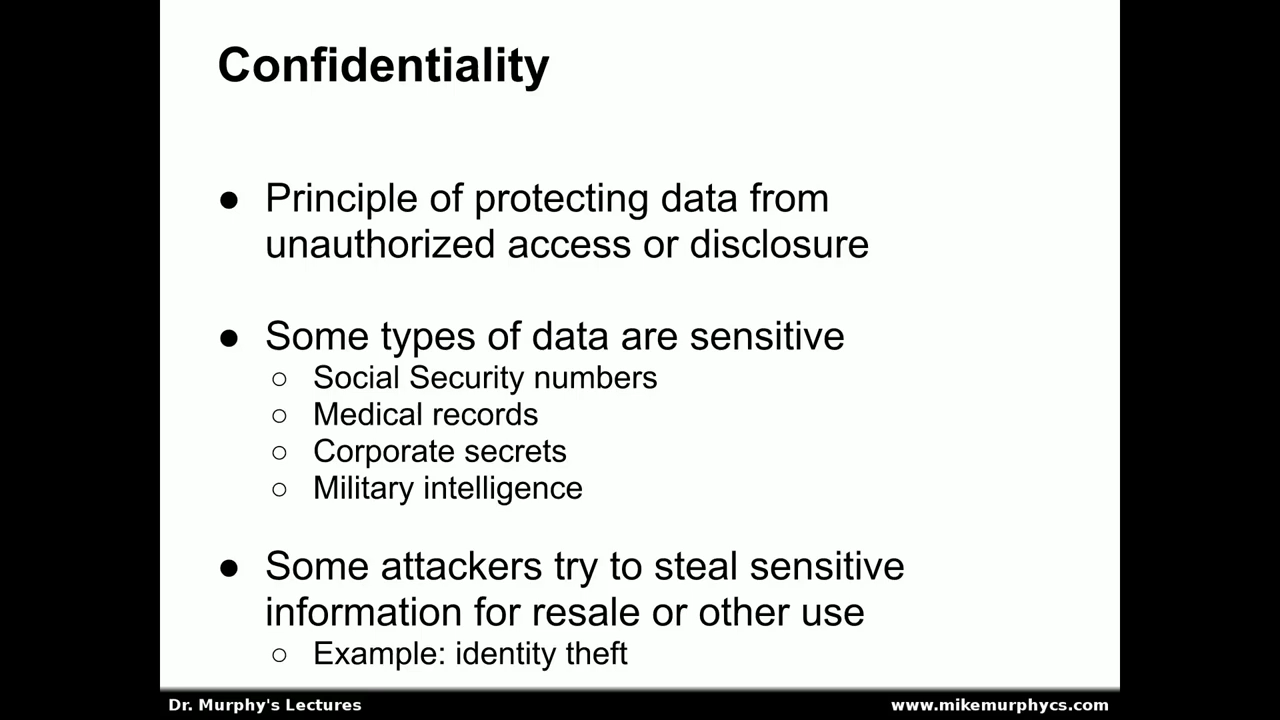 Confidentiality
● Principle of protecting data from
unauthorized access or disclosure
● Some types of data are sensitive
○ Social Security numbers
○ Medical records
○ Corporate secrets
○ Military intelligence
● Some attackers try to steal sensitive
information for resale or other use
○ Example: identity theft
Dr. Murphy's Lectures
www.mikemurphycs.com